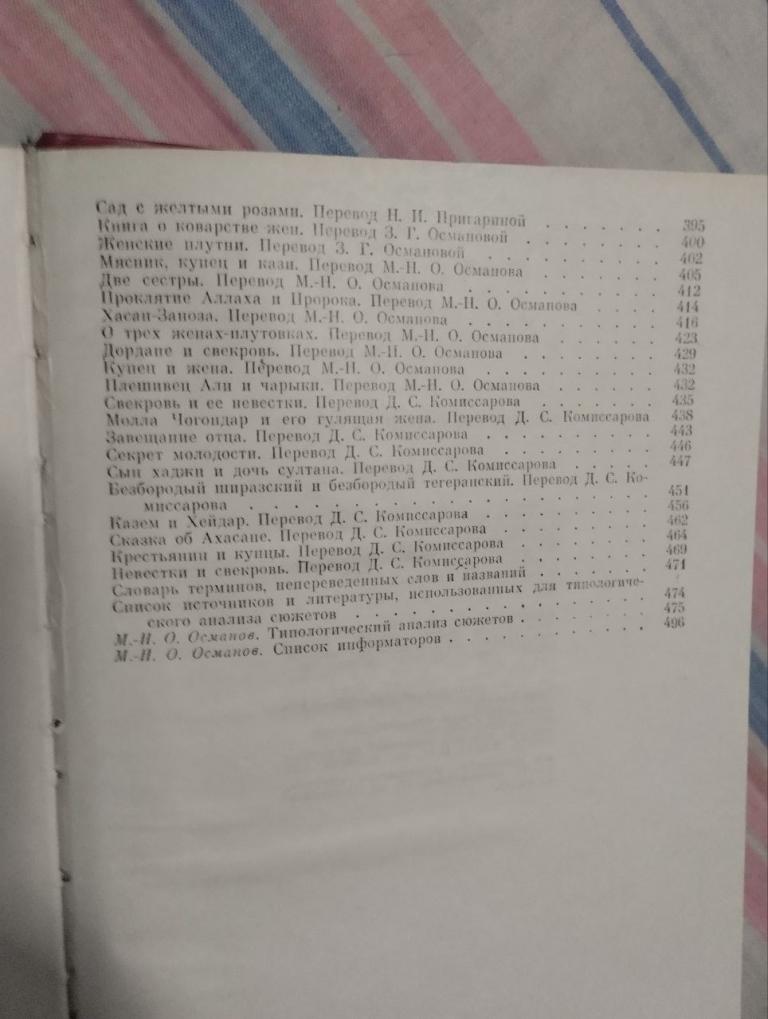 Сад с желтыми розами. Перевод Н. И. Пригариной . . . . . . . 395
Книга о коварстве жен. Перевод З. Г. Османовой . . . . . . . 400
Женские плутни. Перевод З. Г. Османовой . . . . . . . . . 402
Мясник, купец и кази. Перевод М.-Н. О. Османова . . . . . . . 405
Две сестры. Перевод М.-Н. О. Османова . . . . . . . . . . 412
Проклятие Аллаха и Пророка. Перевод М.-Н. О. Османова . . . . 414
Хасан-Заноза. Перевод М.-Н. О. Османова . . . . . . . . . . 416
О трех женах-плутовках. Перевод М.-Н. О. Османова . . . . . . 423
Дордане и свекровь. Перевод М.-Н. О. Османова . . . . . . . . 429
Купец и жена. Перевод М.-Н. О. Османова . . . . . . . . . . 432
Плешивец Али и чарыки. Перевод М.-Н. О. Османова . . . . . . 432
Свекровь и ее невестки. Перевод Д. С. Комиссарова . . . . . . . 435
Молла Чогондар и его гулящая жена. Перевод Д. С. Комиссарова 438
Завещание отца. Перевод Д. С. Комиссарова . . . . . . . . . . 443
Секрет молодости. Перевод Д. С. Комиссарова . . . . . . . . . 446
Сын хаджи и дочь султана. Перевод Д. С. Комиссарова . . . . . 447
Безбородый ширазский и безбородый тегеранский. Перевод Д. С. Ко-
миссарова . . . . . . . . . . . . . . . . . . . . 451
Казем и Хейдар. Перевод Д. С. Комиссарова . . . . . . . . . . 456
Сказка об Ахасане. Перевод Д. С. Комиссарова . . . . . . . . . 462
Крестьянин и купцы. Перевод Д. С. Комиссарова . . . . . . . . 464
Невестки и свекровь. Перевод Д. С. Комиссарова . . . . . . . . 469
Словарь терминов, непереведенных слов и названий . . . . . . . 471
Список источников и литературы, использованных для типологиче-
ского анализа сюжетов . . . . . . . . . . . . . . . 474
М.-Н. О. Османов. Типологический анализ сюжетов . . . . . . . . 475
М.-Н. О. Османов. Список информаторов . . . . . . . . . . . 496